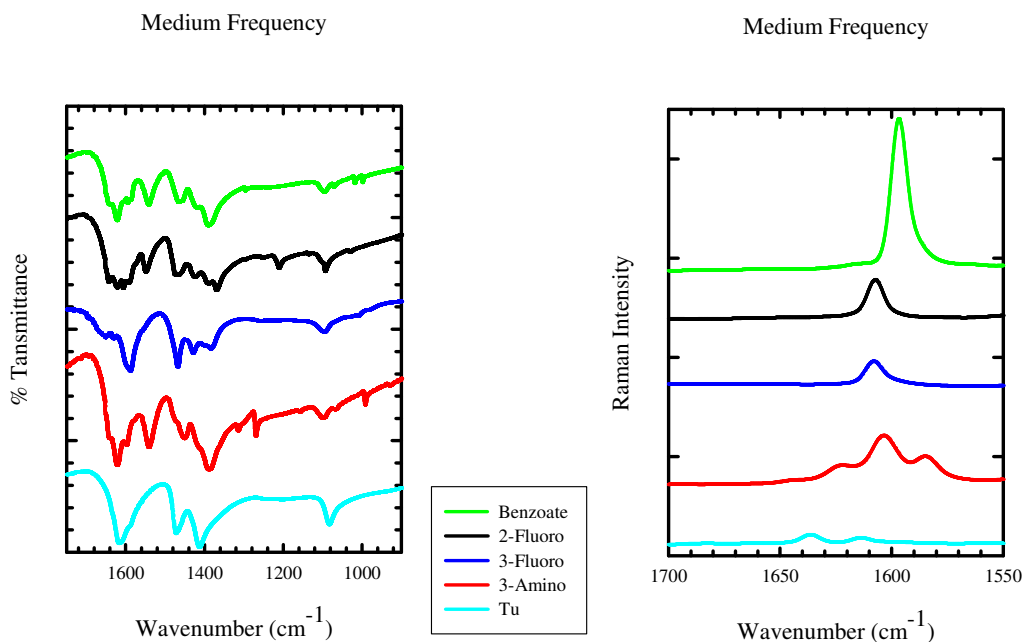 Medium Frequency
Medium Frequency
% Tansmittance
1600 1400 1200 1000
Wavenumber (cm-1)
Benzoate
2-Fluoro
3-Fluoro
3-Amino
Tu
Raman Intensity
1700 1650 1600 1550
Wavenumber (cm-1)